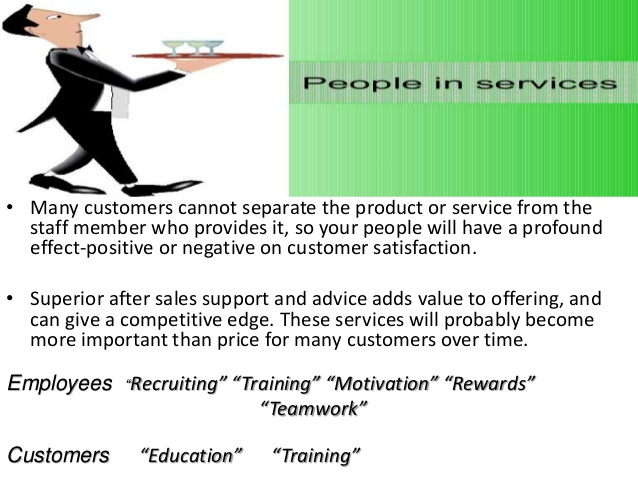 People in services
• Many customers cannot separate the product or service from the
staff member who provides it, so your people will have a profound
effect-positive or negative on customer satisfaction.
• Superior after sales support and advice adds value to offering, and
can give a competitive edge. These services will probably become
more important than price for many customers over time.
Employees “Recruiting” “Training” “Motivation” “Rewards”
“Teamwork”
Customers “Education” “Training”